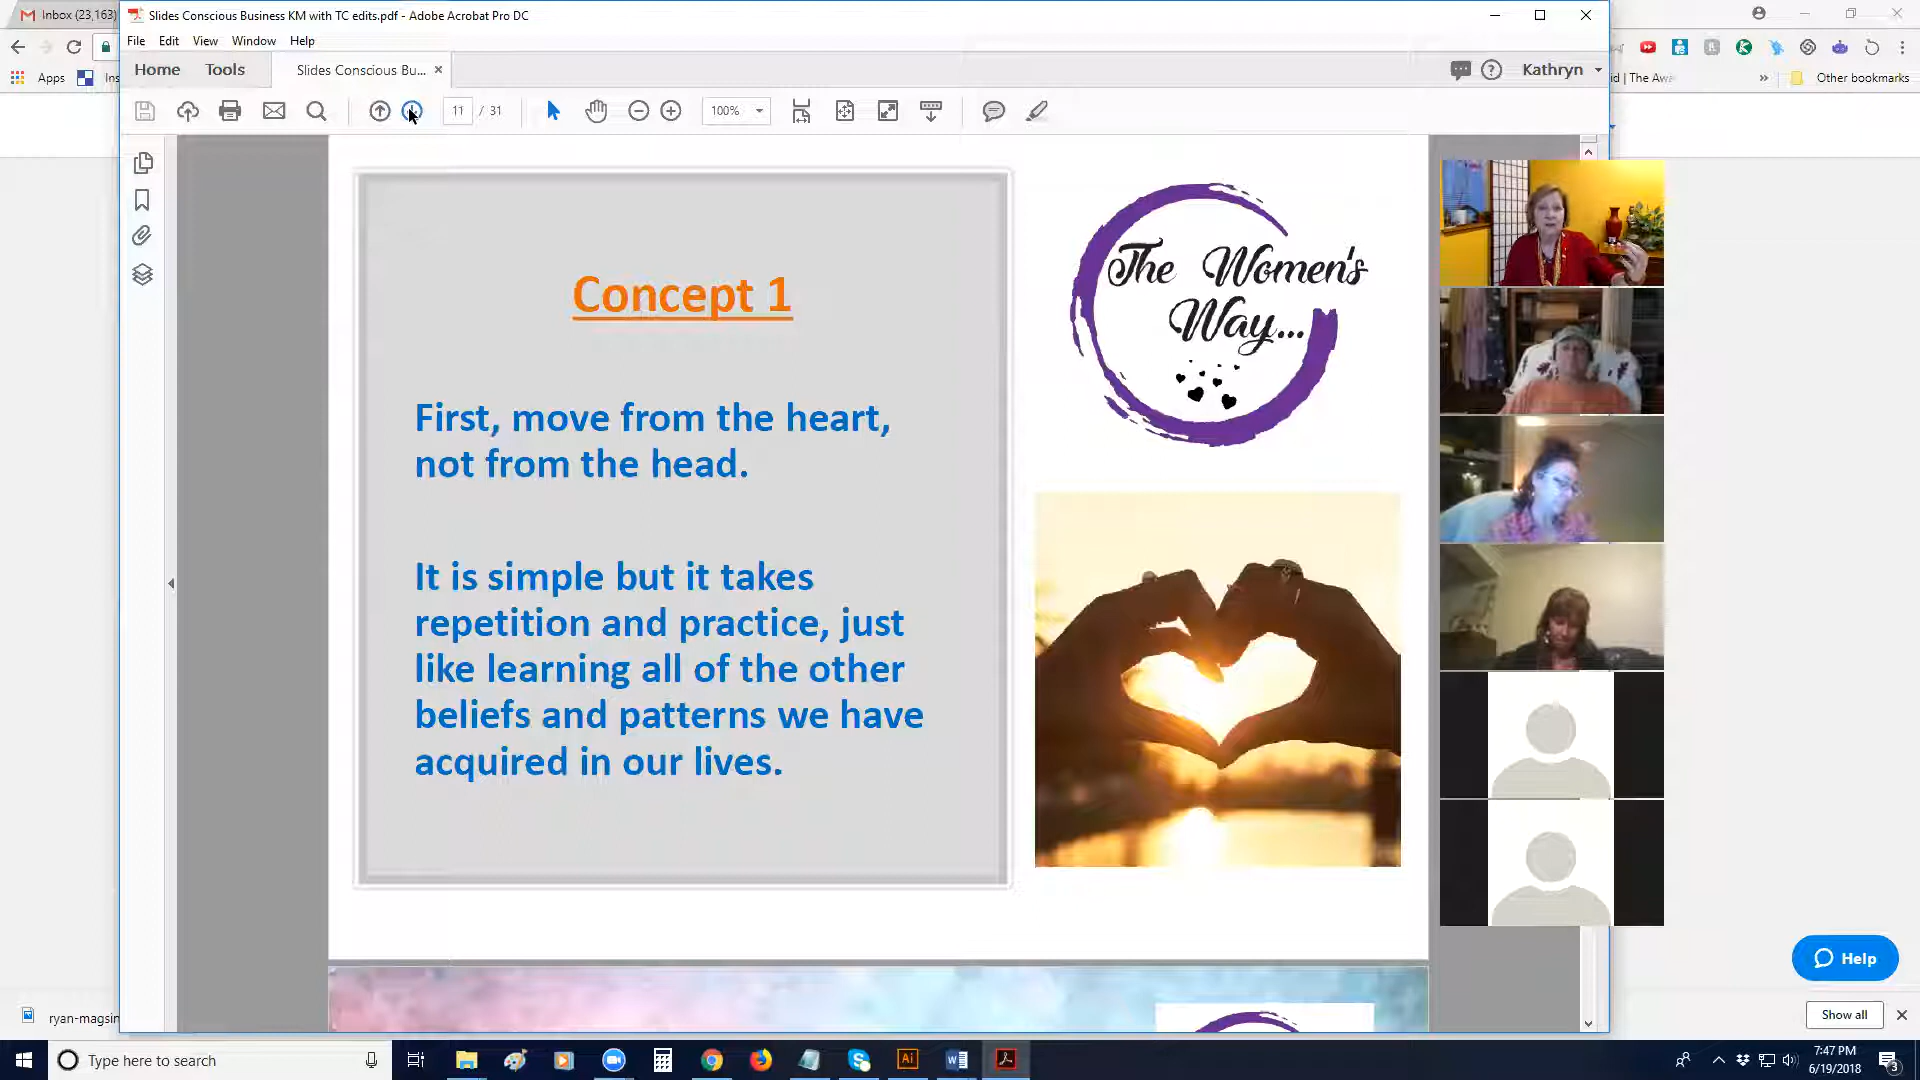 Inbox (23,163)
Slides Conscious Business KM with TC edits.pdf - Adobe Acrobat Pro DC
File Edit View Window Help
Home Tools Slides Conscious Bu... Kathryn
11 / 31 100%
Apps
Other bookmarks
The Women's
Way...
Concept 1
First, move from the heart,
not from the head.
It is simple but it takes
repetition and practice, just
like learning all of the other
beliefs and patterns we have
acquired in our lives.
Help
ryan-magsin
Show all
Type here to search
7:47 PM
6/19/2018